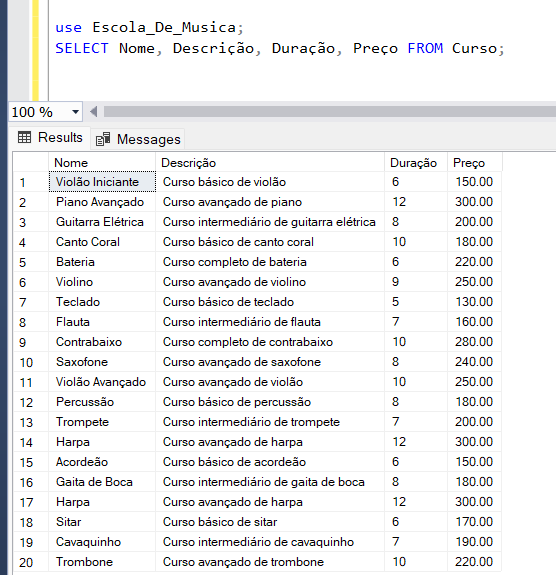 use Escola_De_Musica;
SELECT Nome, Descrição, Duração, Preço FROM Curso;
100 %
Results Messages
Nome Descrição Duração Preço
1 Violão Iniciante Curso básico de violão 6 150.00
2 Piano Avançado Curso avançado de piano 12 300.00
3 Guitarra Elétrica Curso intermediário de guitarra elétrica 8 200.00
4 Canto Coral Curso básico de canto coral 10 180.00
5 Bateria Curso completo de bateria 6 220.00
6 Violino Curso avançado de violino 9 250.00
7 Teclado Curso básico de teclado 5 130.00
8 Flauta Curso intermediário de flauta 7 160.00
9 Contrabaixo Curso completo de contrabaixo 10 280.00
10 Saxofone Curso avançado de saxofone 8 240.00
11 Violão Avançado Curso avançado de violão 10 250.00
12 Percussão Curso básico de percussão 8 180.00
13 Trompete Curso intermediário de trompete 7 200.00
14 Harpa Curso avançado de harpa 12 300.00
15 Acordeão Curso básico de acordeão 6 150.00
16 Gaita de Boca Curso intermediário de gaita de boca 8 180.00
17 Harpa Curso avançado de harpa 12 300.00
18 Sitar Curso básico de sitar 6 170.00
19 Cavaquinho Curso intermediário de cavaquinho 7 190.00
20 Trombone Curso avançado de trombone 10 220.00